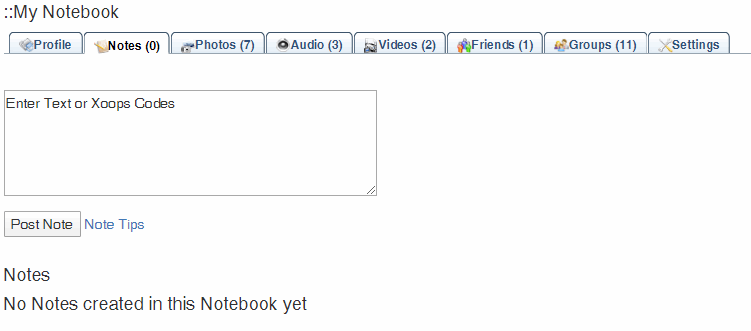 ::My Notebook
Profile Notes (0) Photos (7) Audio (3) Videos (2) Friends (1) Groups (11) Settings
Enter Text or Xoops Codes
Post Note Note Tips
Notes
No Notes created in this Notebook yet